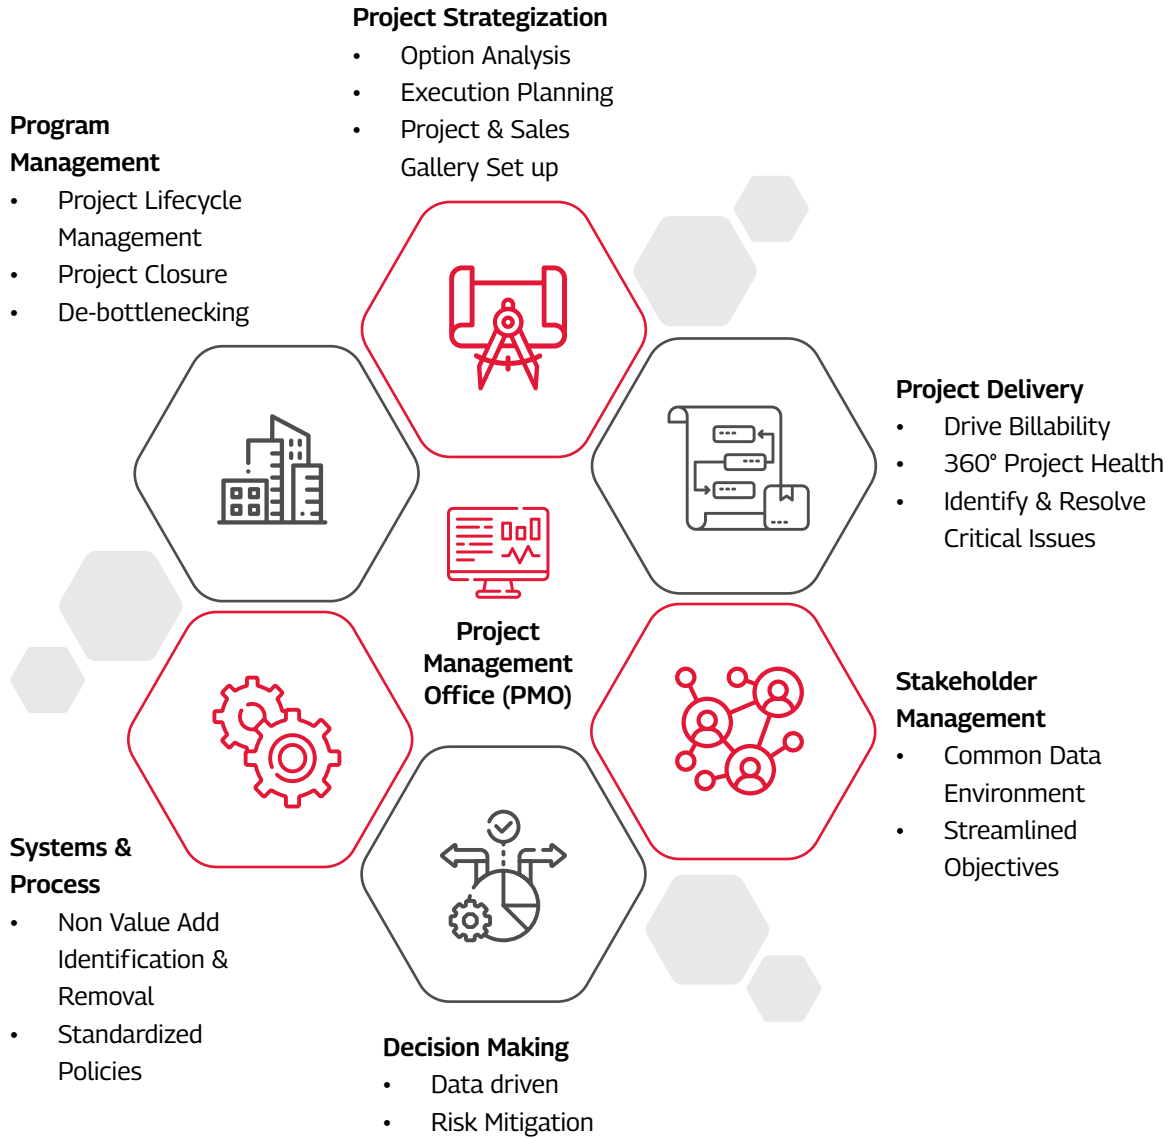 Project Strategization
• Option Analysis
• Execution Planning
• Project & Sales
Gallery Set up
Program
Management
• Project Lifecycle
Management
• Project Closure
• De-bottlenecking
Project Delivery
• Drive Billability
• 360° Project Health
• Identify & Resolve
Critical Issues
Project
Management
Office (PMO)
Stakeholder
Management
• Common Data
Environment
• Streamlined
Objectives
Systems &
Process
• Non Value Add
Identification &
Removal
• Standardized
Policies
Decision Making
• Data driven
• Risk Mitigation